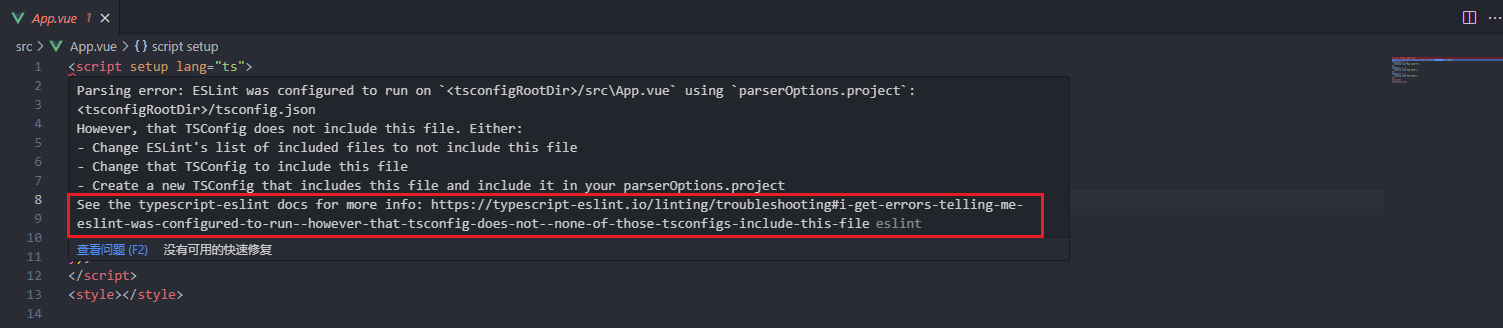 App.vue 1
src > App.vue > {} script setup
1 <script setup lang="ts">
2
Parsing error: ESLint was configured to run on `<tsconfigRootDir>/src\App.vue` using `parserOptions.project`:
3
<tsconfigRootDir>/tsconfig.json
4
However, that TSConfig does not include this file. Either:
5
- Change ESLint's list of included files to not include this file
6
- Change that TSConfig to include this file
7
- Create a new TSConfig that includes this file and include it in your parserOptions.project
8
See the typescript-eslint docs for more info: https://typescript-eslint.io/linting/troubleshooting#i-get-errors-telling-me-
9
eslint-was-configured-to-run--however-that-tsconfig-does-not--none-of-those-tsconfigs-include-this-file eslint
10
查看问题 (F2) 没有可用的快速修复
11
12 </script>
13 <style></style>
14